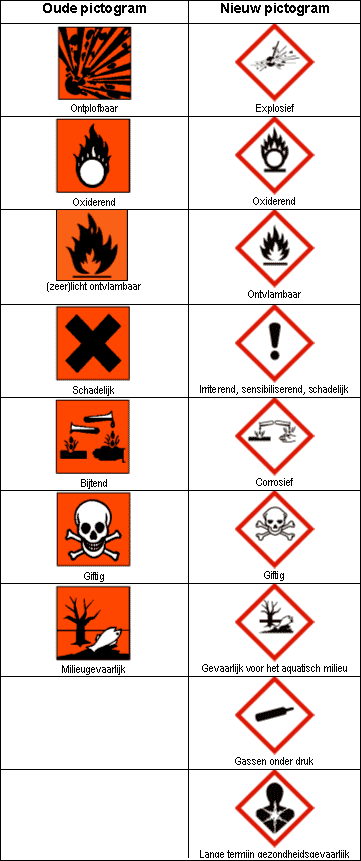 Oude pictogram Nieuw pictogram
Ontplofbaar Explosief
Oxiderend Oxiderend
(zeer)licht ontvlambaar Ontvlambaar
Schadelijk Irriterend, sensibiliserend, schadelijk
Bijtend Corrosief
Giftig Giftig
Milieugevaarlijk Gevaarlijk voor het aquatisch milieu
Gassen onder druk
Lange termijn gezondheidsgevaarlijk